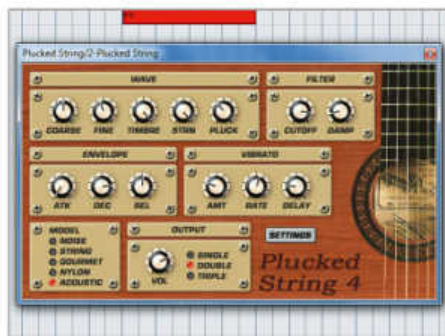 Plucked String/2-Plucked String
WAVE
FILTER
COARSE FINE TIMBRE STRN PLUCK
CUTOFF DAMP
ENVELOPE
VIBRATO
ATK DEC REL
AMT RATE DELAY
MODEL
NOISE
STRING
GOURMET
NYLON
ACOUSTIC
OUTPUT
VOL
SINGLE
DOUBLE
TRIPLE
SETTINGS
Plucked
String 4